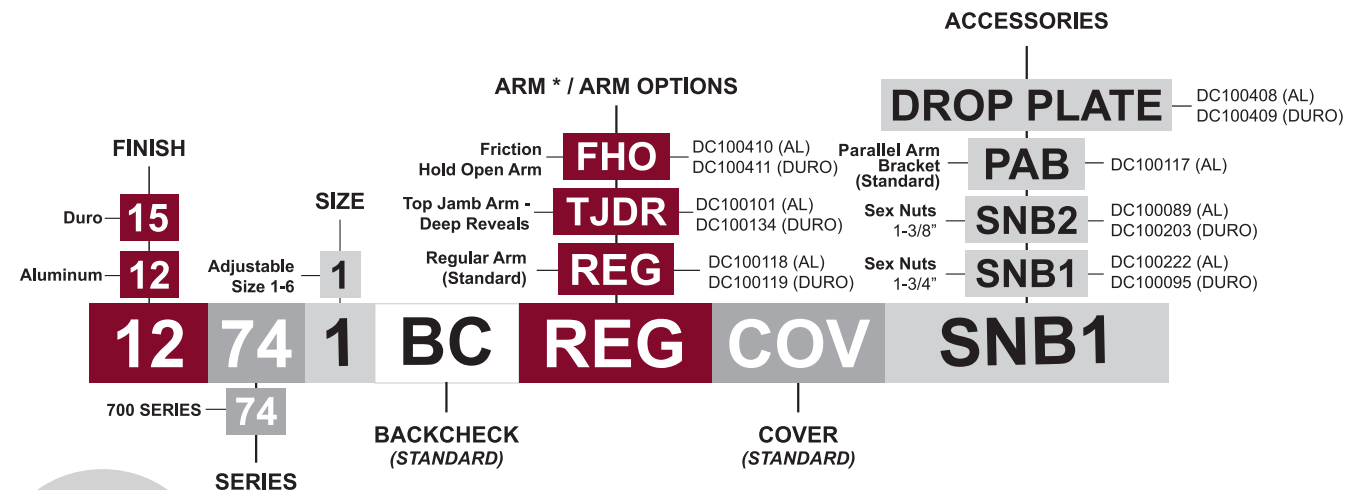 ACCESSORIES
DROP PLATE
DC100408 (AL)
DC100409 (DURO)
Parallel Arm
Bracket
(Standard)
PAB
DC100117 (AL)
Sex Nuts
1-3/8”
SNB2
DC100089 (AL)
DC100203 (DURO)
Sex Nuts
1-3/4”
SNB1
DC100222 (AL)
DC100095 (DURO)
ARM * / ARM OPTIONS
Friction
Hold Open Arm
FHO
DC100410 (AL)
DC100411 (DURO)
Top Jamb Arm -
Deep Reveals
TJDR
DC100101 (AL)
DC100134 (DURO)
Regular Arm
(Standard)
REG
DC100118 (AL)
DC100119 (DURO)
FINISH
Duro
15
Aluminum
12
SIZE
Adjustable
Size 1-6
1
12 74 1 BC REG COV SNB1
700 SERIES
74
SERIES
BACKCHECK
(STANDARD)
COVER
(STANDARD)